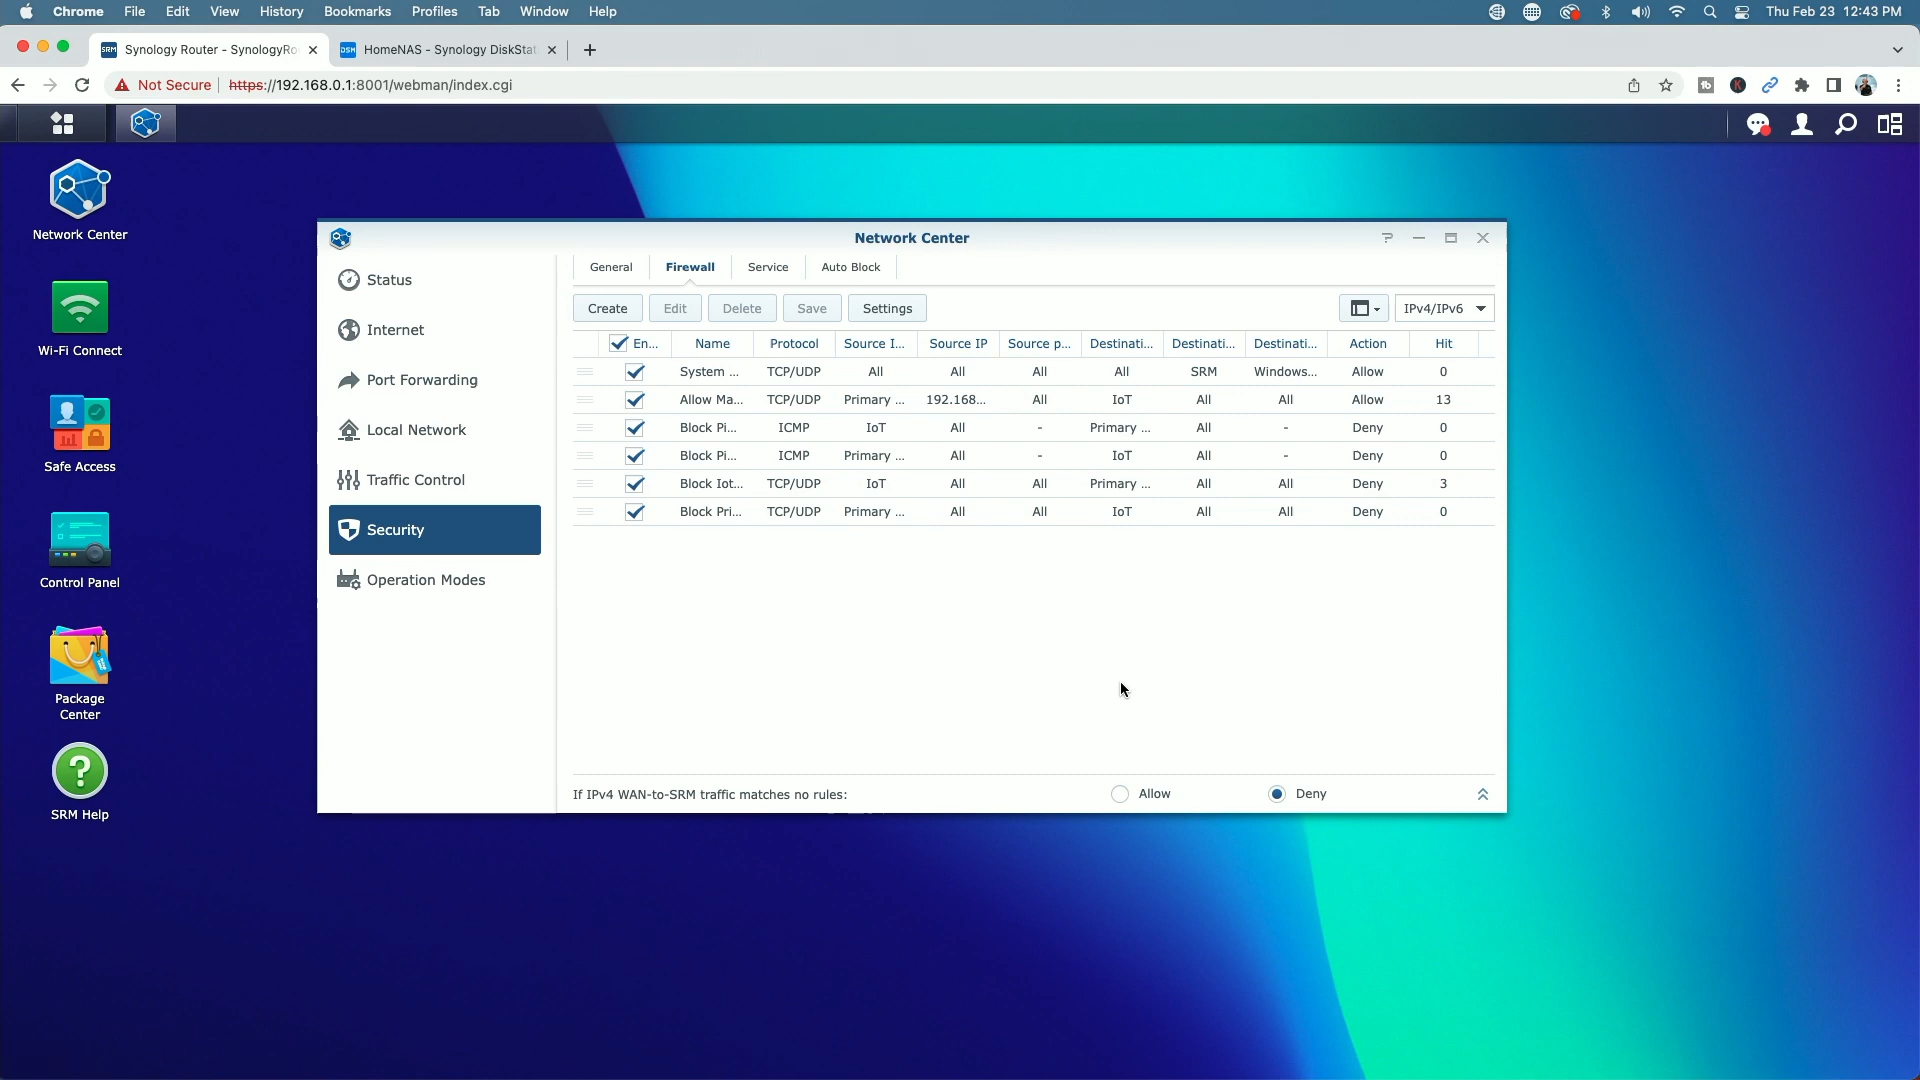 Chrome File Edit View History Bookmarks Profiles Tab Window Help Thu Feb 23 12:43 PM
SRM Synology Router - SynologyRo DSM HomeNAS - Synology DiskStat
Not Secure https://192.168.0.1:8001/webman/index.cgi
Network Center
Wi-Fi Connect
Safe Access
Control Panel
Package
Center
SRM Help
Network Center
Status
Internet
Port Forwarding
Local Network
Traffic Control
Security
Operation Modes
General Firewall Service Auto Block
Create Edit Delete Save Settings IPv4/IPv6
En... Name Protocol Source I... Source IP Source p... Destinati... Destinati... Destinati... Action Hit
System ... TCP/UDP All All All All SRM Windows... Allow 0
Allow Ma... TCP/UDP Primary ... 192.168... All IoT All All Allow 13
Block Pi... ICMP IoT All - Primary ... All - Deny 0
Block Pi... ICMP Primary ... All - IoT All - Deny 0
Block Iot... TCP/UDP IoT All All Primary ... All All Deny 3
Block Pri... TCP/UDP Primary ... All All IoT All All Deny 0
If IPv4 WAN-to-SRM traffic matches no rules: Allow Deny